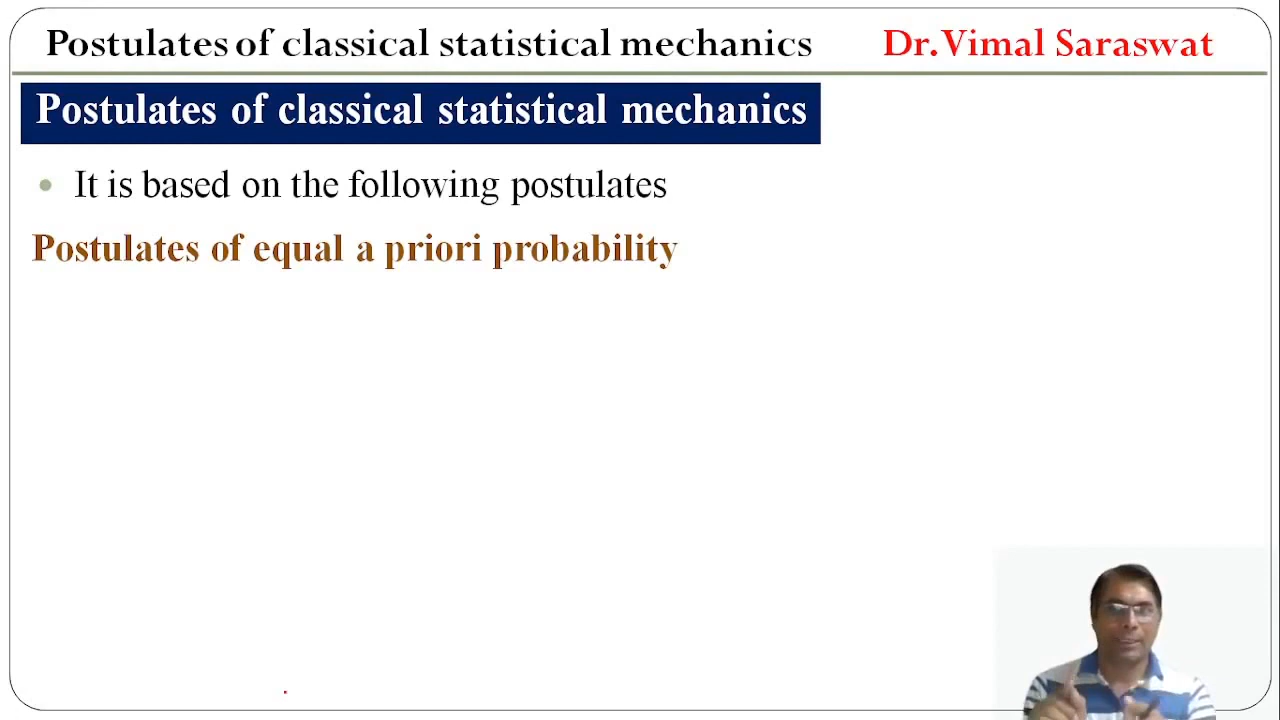 Postulates of classical statistical mechanics Dr. Vimal Saraswat
Postulates of classical statistical mechanics
• It is based on the following postulates
Postulates of equal a priori probability